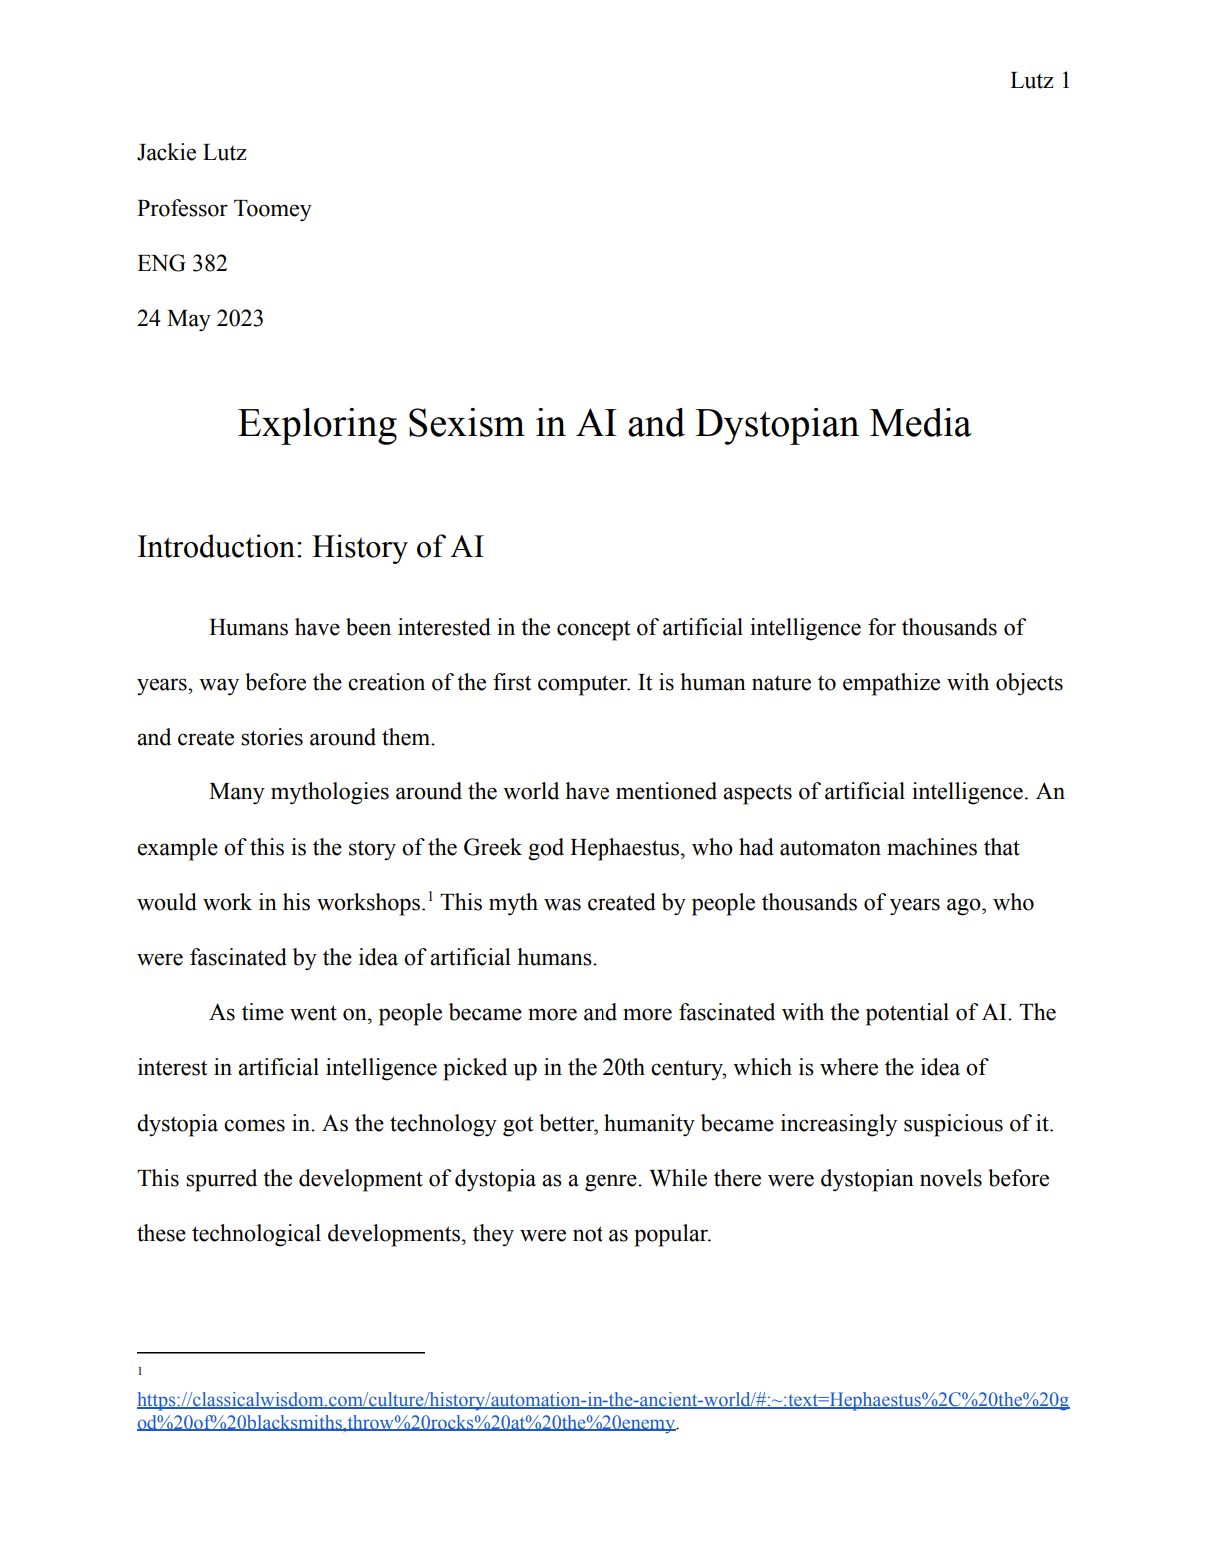 Lutz 1
Jackie Lutz
Professor Toomey
ENG 382
24 May 2023
Exploring Sexism in AI and Dystopian Media
Introduction: History of AI
Humans have been interested in the concept of artificial intelligence for thousands of
years, way before the creation of the first computer. It is human nature to empathize with objects
and create stories around them.
Many mythologies around the world have mentioned aspects of artificial intelligence. An
example of this is the story of the Greek god Hephaestus, who had automaton machines that
would work in his workshops.1 This myth was created by people thousands of years ago, who
were fascinated by the idea of artificial humans.
As time went on, people became more and more fascinated with the potential of AI. The
interest in artificial intelligence picked up in the 20th century, which is where the idea of
dystopia comes in. As the technology got better, humanity became increasingly suspicious of it.
This spurred the development of dystopia as a genre. While there were dystopian novels before
these technological developments, they were not as popular.
1
https://classicalwisdom.com/culture/history/automation-in-the-ancient-world/#:~:text=Hephaestus%2C%20the%20g
od%20of%20blacksmiths,throw%20rocks%20at%20the%20enemy.